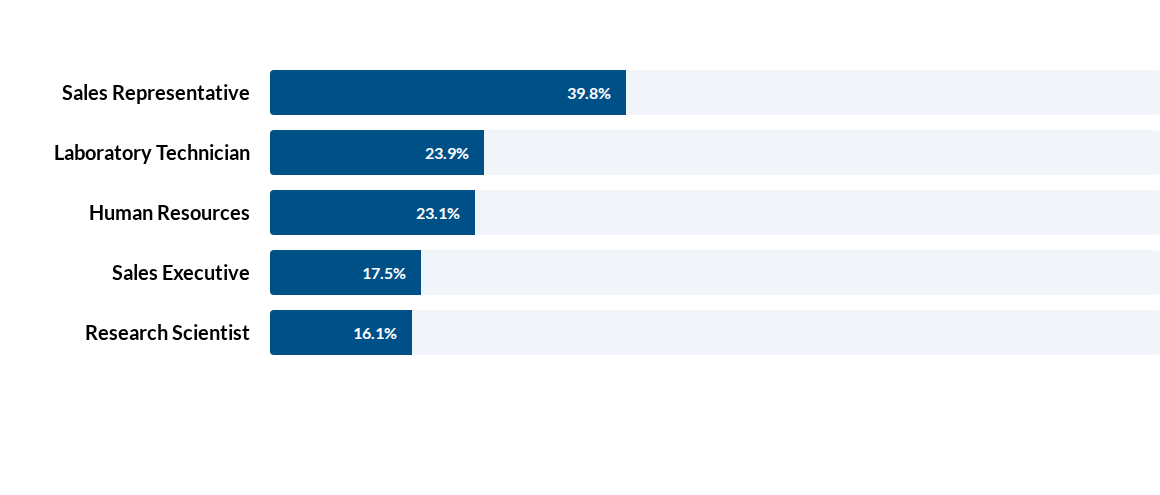 Sales Representative 39.8%
Laboratory Technician 23.9%
Human Resources 23.1%
Sales Executive 17.5%
Research Scientist 16.1%